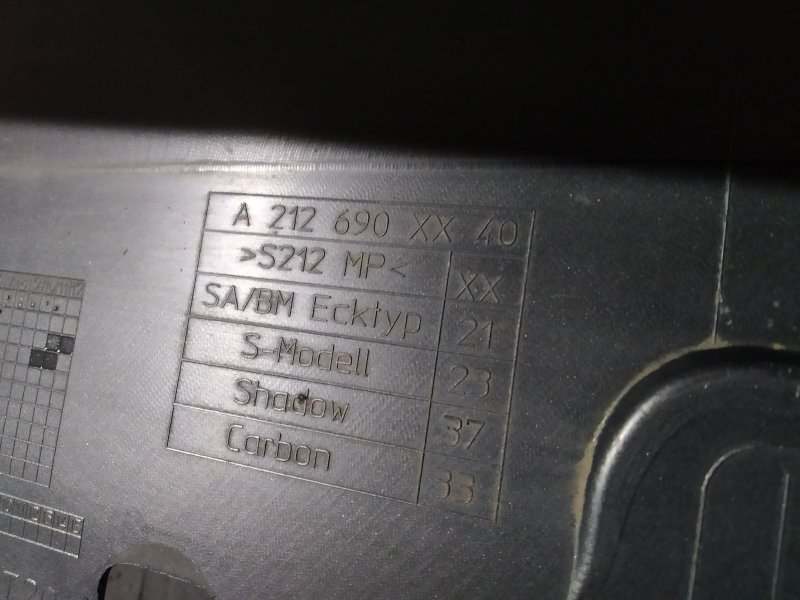 A 212 690 XX 40
>S212 MP< XX
SA/BM Ecktyp 21
S-Modell 23
Shadow 37
Carbon 33